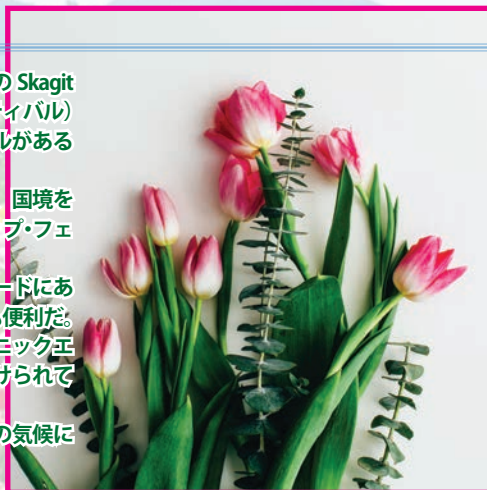 の Skagit
ティバル）
ルがある
国境を
プ・フェ
ードにあ
便利だ。
ニックエ
けられて
の気候に